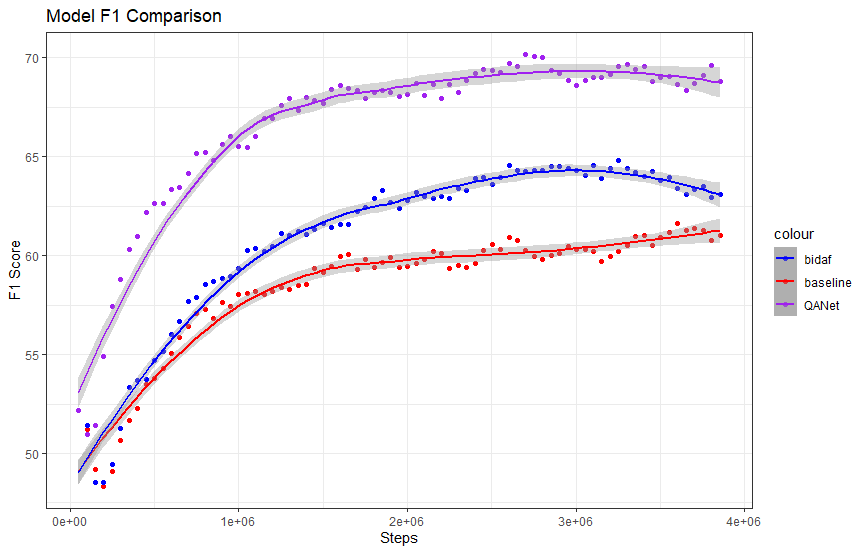 Model F1 Comparison
F1 Score
70
65
60
55
50
0e+00 1e+06 2e+06 3e+06 4e+06
Steps
colour
bidaf
baseline
QANet